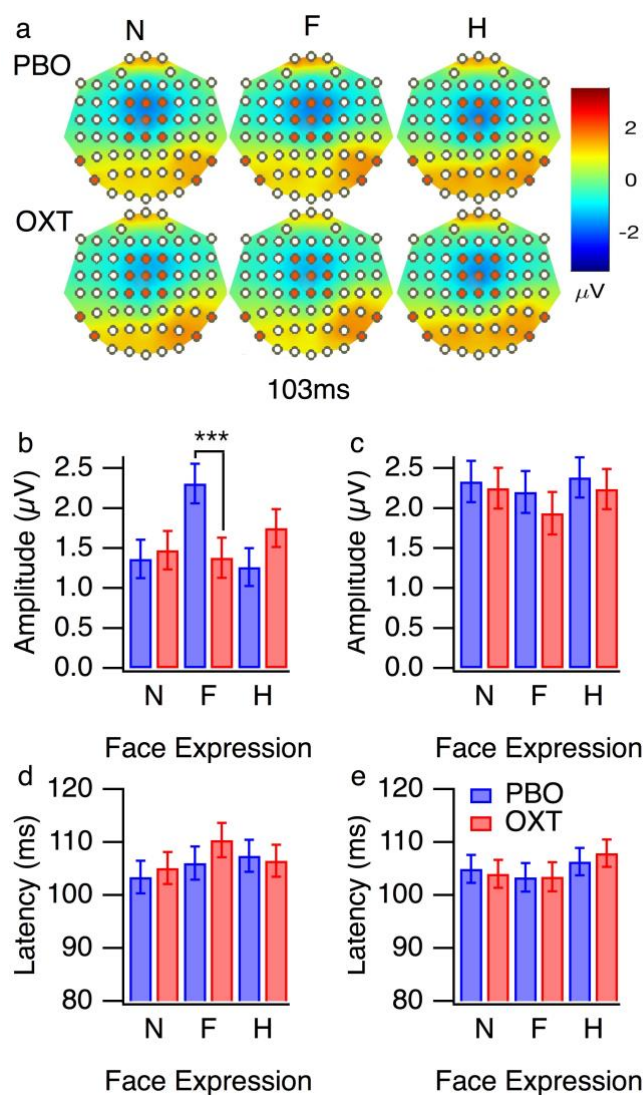 a
N F H
PBO
OXT
2
0
-2
μV
103ms
b
***
Amplitude (μV)
2.5
2.0
1.5
1.0
0.5
0.0
N F H
Face Expression
c
Amplitude (μV)
2.5
2.0
1.5
1.0
0.5
0.0
N F H
Face Expression
d
Latency (ms)
120
110
100
90
80
N F H
Face Expression
e
PBO
OXT
Latency (ms)
120
110
100
90
80
N F H
Face Expression